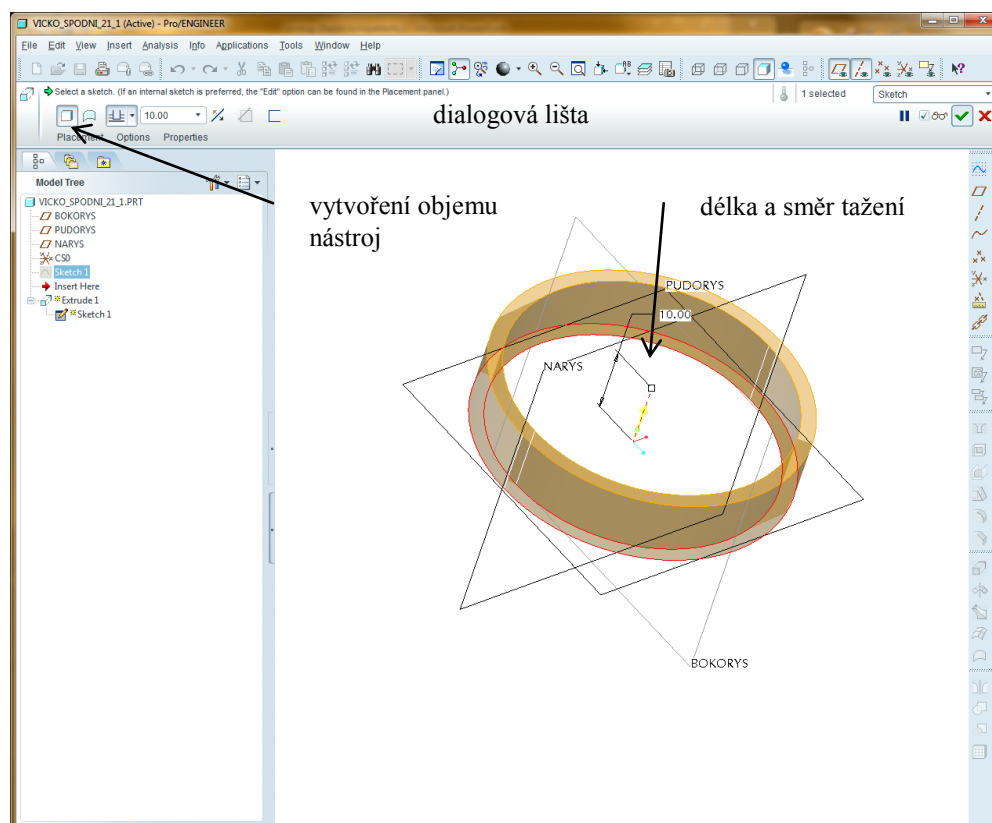 VICKO_SPODNI_21_1 (Active) - Pro/ENGINEER
File Edit View Insert Analysis Info Applications Tools Window Help
Select a sketch. (If an internal sketch is preferred, the "Edit" option can be found in the Placement panel.)
1 selected Sketch
10.00
dialogová lišta
Placement Options Properties
Model Tree
VICKO_SPODNI_21_1.PRT
BOKORYS
PUDORYS
NARYS
CS0
Sketch 1
Insert Here
Extrude 1
Sketch 1
vytvoření objemu
nástroj
délka a směr tažení
PUDORYS
10.00
NARYS
BOKORYS